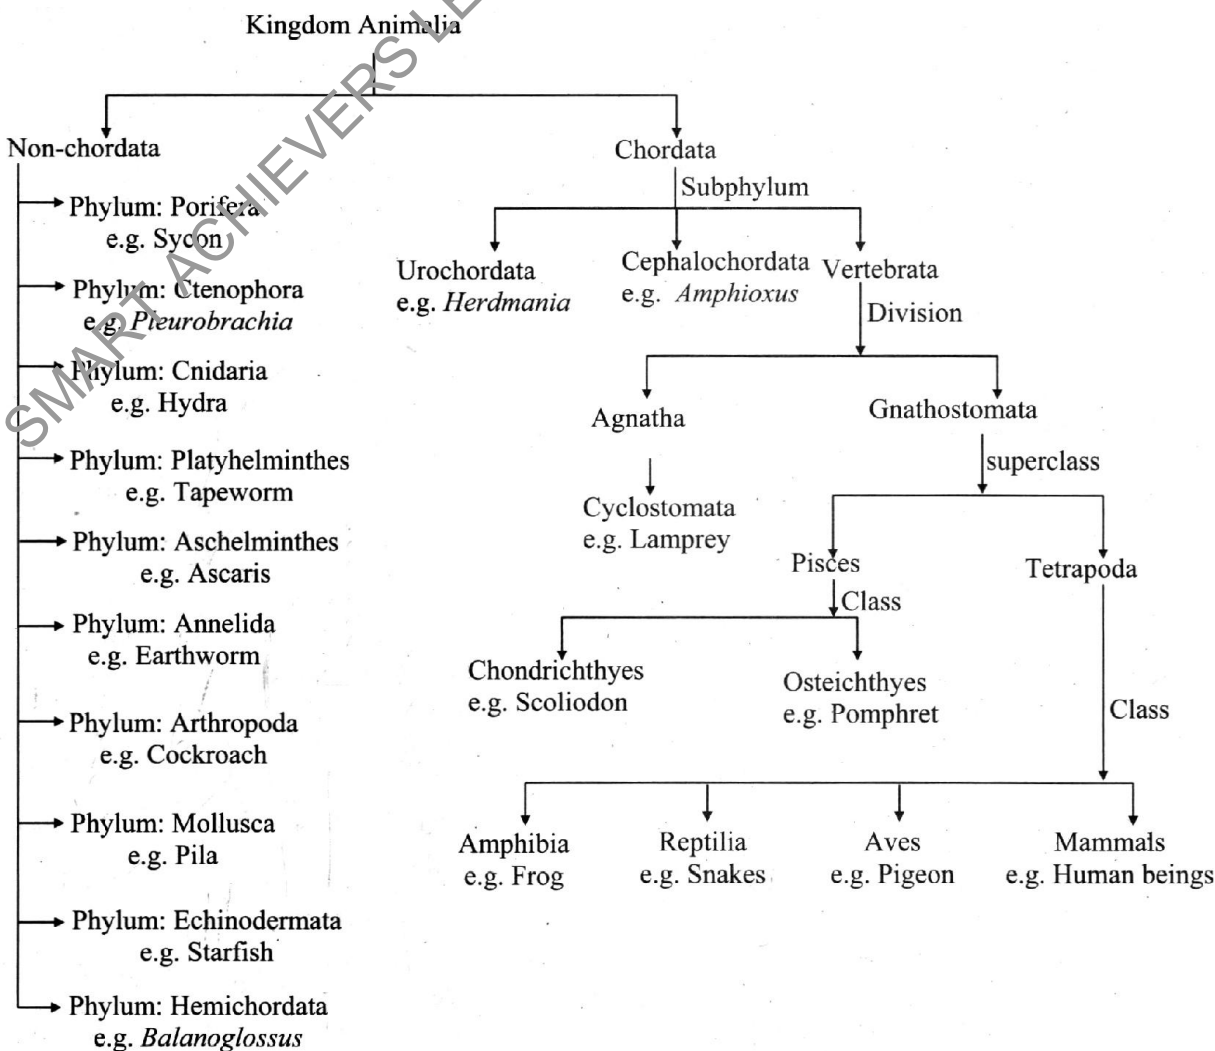 Kingdom Animalia
Non-chordata
Phylum: Porifera
e.g. Sycon
Phylum: Ctenophora
e.g. Pleurobrachia
Phylum: Cnidaria
e.g. Hydra
Phylum: Platyhelminthes
e.g. Tapeworm
Phylum: Aschelminthes
e.g. Ascaris
Phylum: Annelida
e.g. Earthworm
Phylum: Arthropoda
e.g. Cockroach
Phylum: Mollusca
e.g. Pila
Phylum: Echinodermata
e.g. Starfish
Phylum: Hemichordata
e.g. Balanoglossus
Chordata
Subphylum
Urochordata
e.g. Herdmania
Cephalochordata
e.g. Amphioxus
Vertebrata
Division
Agnatha
Cyclostomata
e.g. Lamprey
Gnathostomata
superclass
Pisces
Class
Chondrichthyes
e.g. Scoliodon
Osteichthyes
e.g. Pomphret
Tetrapoda
Class
Amphibia
e.g. Frog
Reptilia
e.g. Snakes
Aves
e.g. Pigeon
Mammals
e.g. Human beings
SMART ACHIEVERS